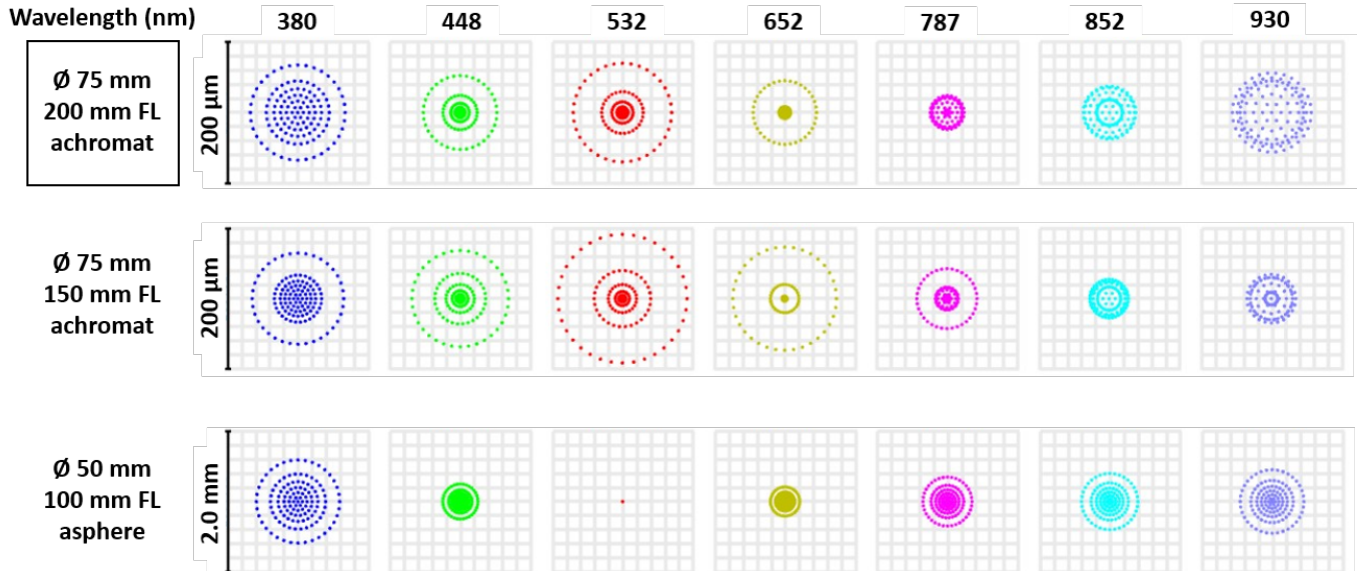 Wavelength (nm) 380 448 532 652 787 852 930
Ø 75 mm
200 mm FL
achromat
200 µm
Ø 75 mm
150 mm FL
achromat
200 µm
Ø 50 mm
100 mm FL
asphere
2.0 mm